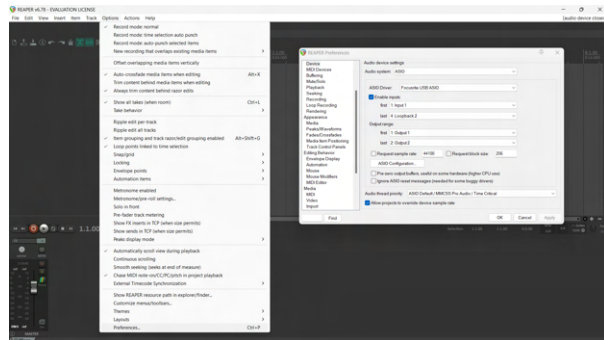 REAPER v6.78 - EVALUATION LICENSE
File Edit View Insert Item Track Options Actions Help
[audio device close
Record mode: normal
Record mode: time selection auto punch
Record mode: auto-punch selected items
New recording that overlaps existing media items
Offset overlapping media items vertically
Auto-crossfade media items when editing Alt+X
Trim content behind media items when editing
Always trim content behind razor edits
Show all takes (when room) Ctrl+L
Take behavior
Ripple edit per-track
Ripple edit all tracks
Item grouping and track razor/edit grouping enabled Alt+Shift+G
Loop points linked to time selection
Snap/grid
Locking
Envelope points
Automation items
Metronome enabled
Metronome/pre-roll settings...
Solo in front
Pre-fader track metering
Show FX inserts in TCP (when size permits)
Show sends in TCP (when size permits)
Peaks display mode
Automatically scroll view during playback
Continuous scrolling
Smooth seeking (seeks at end of measure)
Chase MIDI note-on/CC/PC/pitch in project playback
External Timecode Synchronization
Show REAPER resource path in explorer/finder...
Customize menus/toolbars...
Themes
Layouts
Preferences... Ctrl+P
1.1.00
MASTER
REAPER Preferences
Device
MIDI Devices
Buffering
Mute/Solo
Playback
Seeking
Recording
Loop Recording
Rendering
Appearance
Media
Peaks/Waveforms
Fades/Crossfades
Media Item Positioning
Track Control Panels
Editing Behavior
Envelope Display
Automation
Mouse
Mouse Modifiers
MIDI Editor
Media
MIDI
Video
Import
Find
Audio device settings
Audio system: ASIO
ASIO Driver: Focusrite USB ASIO
Enable inputs:
first 1: Input 1
last 4: Loopback 2
Output range:
first 1: Output 1
last 2: Output 2
Request sample rate: 44100 Request block size: 256
ASIO Configuration...
Pre-zero output buffers, useful on some hardware (higher CPU use)
Ignore ASIO reset messages (needed for some buggy drivers)
Audio thread priority: ASIO Default / MMCSS Pro Audio / Time Critical
Allow projects to override device sample rate
OK Cancel Apply